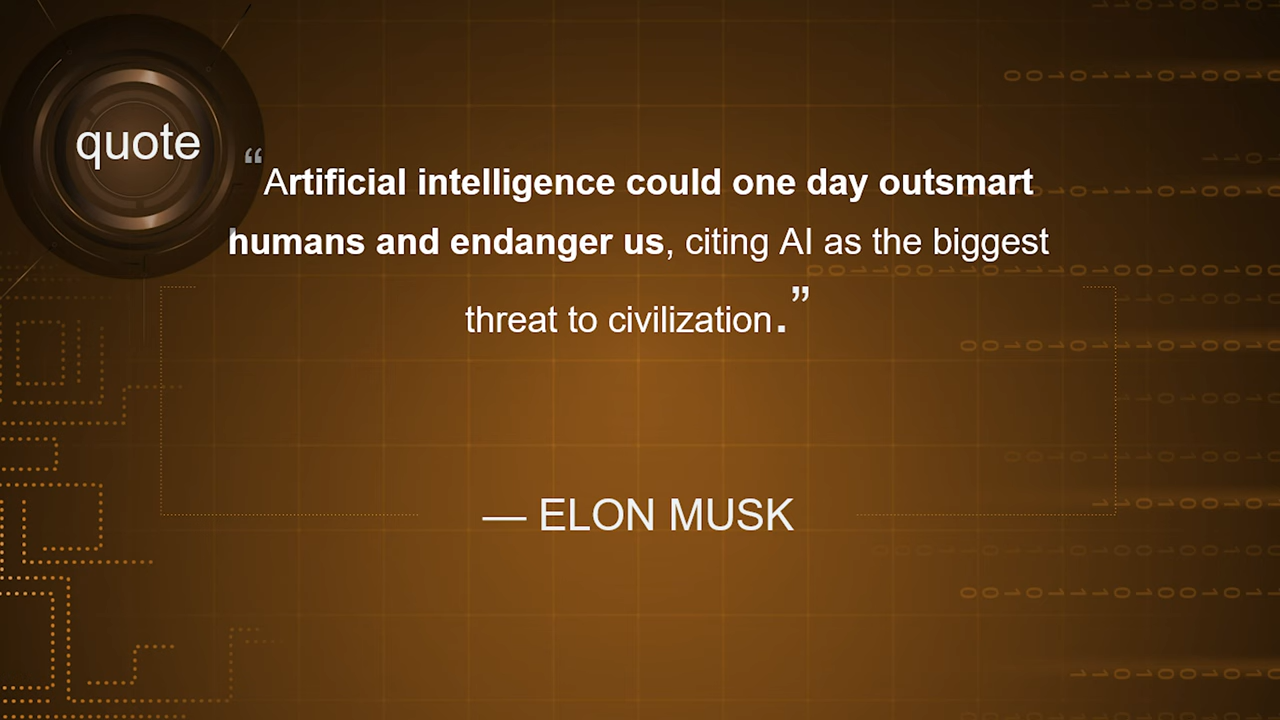 quote
“Artificial intelligence could one day outsmart
humans and endanger us, citing AI as the biggest
threat to civilization.”
— ELON MUSK